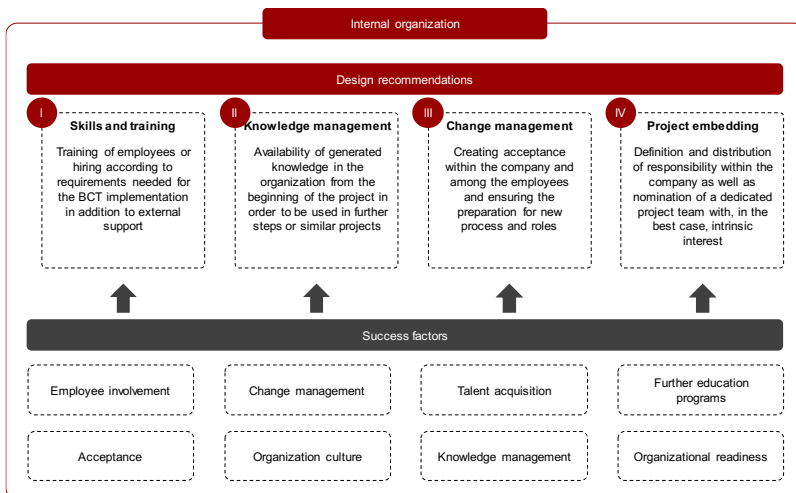 Internal organization
Design recommendations
I
Skills and training
Training of employees or
hiring according to
requirements needed for
the BCT implementation
in addition to external
support
II
Knowledge management
Availability of generated
knowledge in the
organization from the
beginning of the project in
order to be used in further
steps or similar projects
III
Change management
Creating acceptance
within the company and
among the employees
and ensuring the
preparation for new
process and roles
IV
Project embedding
Definition and distribution
of responsibility within the
company as well as
nomination of a dedicated
project team with, in the
best case, intrinsic
interest
Success factors
Employee involvement
Change management
Talent acquisition
Further education
programs
Acceptance
Organization culture
Knowledge management
Organizational readiness